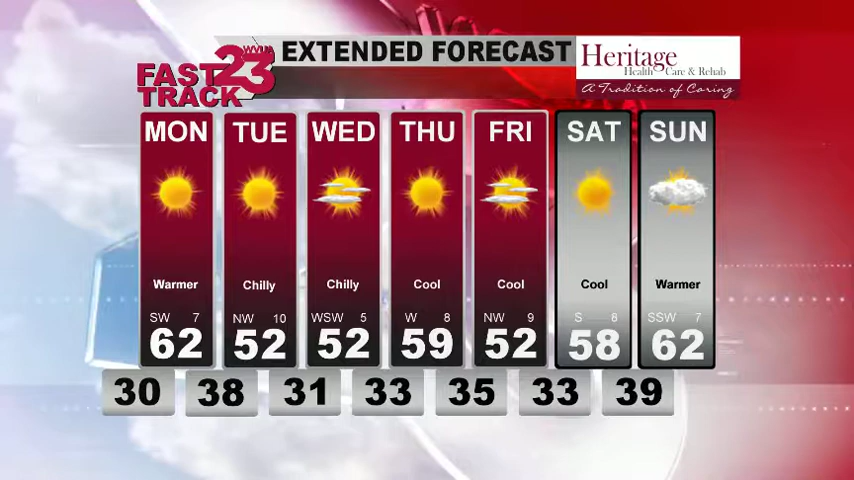 WVUA
23
FAST
TRACK
EXTENDED FORECAST
Heritage
Health Care & Rehab
A Tradition of Caring
MON TUE WED THU FRI SAT SUN
Warmer Chilly Chilly Cool Cool Cool Warmer
SW 7 NW 10 WSW 5 W 8 NW 9 S 6 SSW 7
62 52 52 59 52 58 62
30 38 31 33 35 33 39